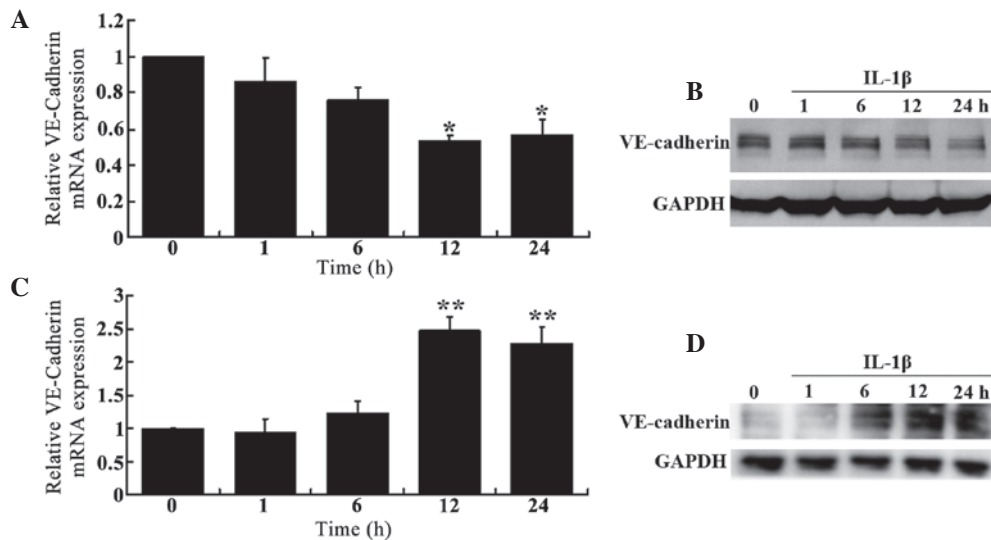 A
Relative VE-Cadherin
mRNA expression
1.2
1
0.8
0.6
0.4
0.2
0
*
*
0 1 6 12 24
Time (h)
B
IL-1β
0 1 6 12 24 h
VE-cadherin
GAPDH
C
Relative VE-Cadherin
mRNA expression
3
2.5
2
1.5
1
0.5
0
**
**
0 1 6 12 24
Time (h)
D
IL-1β
0 1 6 12 24 h
VE-cadherin
GAPDH